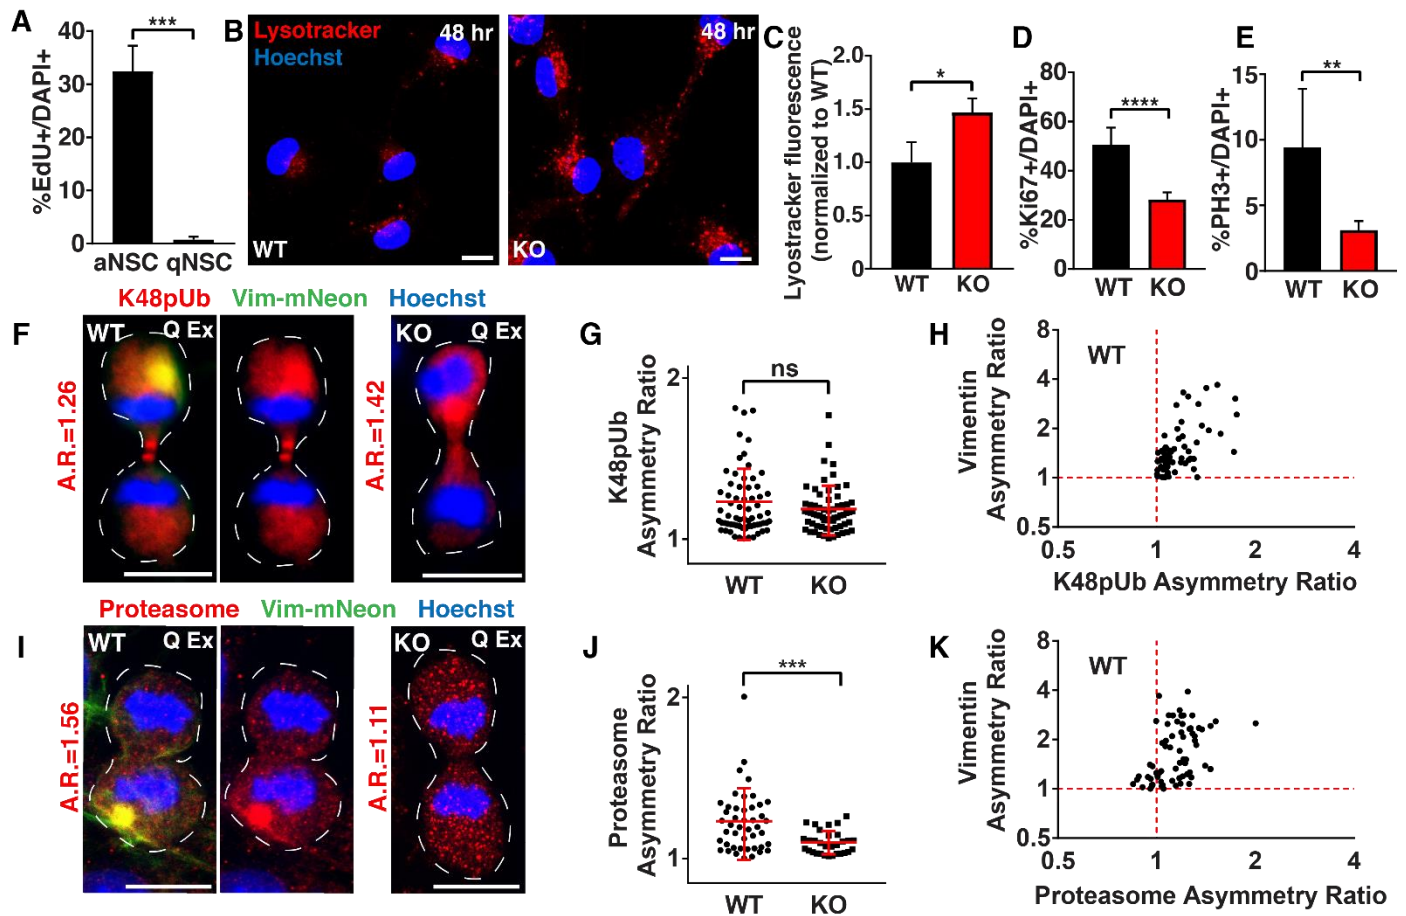 A
%EdU+/DAPI+
40
30
20
10
0
***
aNSC qNSC
B
Lysotracker
Hoechst
48 hr
WT
48 hr
KO
C
Lyostracker fluorescence
(normalized to WT)
2.0
1.5
1.0
0.5
0
*
WT KO
D
%Ki67+/DAPI+
80
60
40
20
0
****
WT KO
E
%PH3+/DAPI+
15
10
5
0
**
WT KO
K48pUb Vim-mNeon Hoechst
F
A.R.=1.26
WT Q Ex
A.R.=1.42
KO Q Ex
G
K48pUb
Asymmetry Ratio
2
1
ns
WT KO
H
Vimentin
Asymmetry Ratio
8
4
2
1
0.5
WT
0.5 1 2 4
K48pUb Asymmetry Ratio
Proteasome Vim-mNeon Hoechst
I
A.R.=1.56
WT Q Ex
A.R.=1.11
KO Q Ex
J
Proteasome
Asymmetry Ratio
2
1
***
WT KO
K
Vimentin
Asymmetry Ratio
8
4
2
1
0.5
WT
0.5 1 2 4
Proteasome Asymmetry Ratio